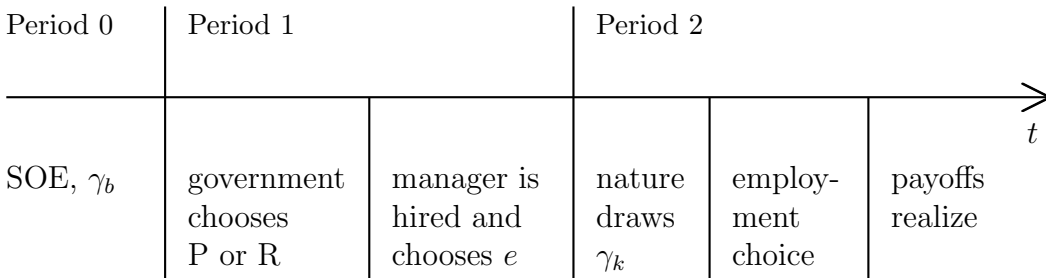 Period 0
Period 1
Period 2
t
SOE, γ_b
government
chooses
P or R
manager is
hired and
chooses e
nature
draws
γ_k
employ-
ment
choice
payoffs
realize